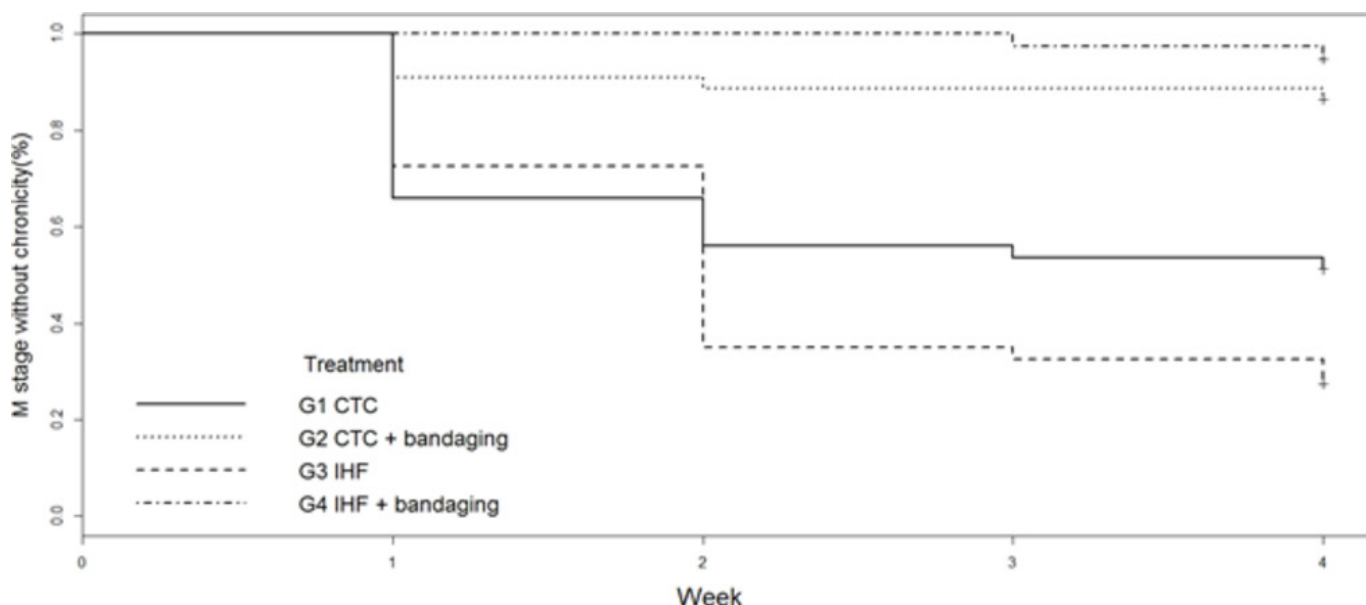 M stage without chronicity(%)
1.0
0.8
0.6
0.4
0.2
0.0
Treatment
G1 CTC
G2 CTC + bandaging
G3 IHF
G4 IHF + bandaging
0 1 2 3 4
Week